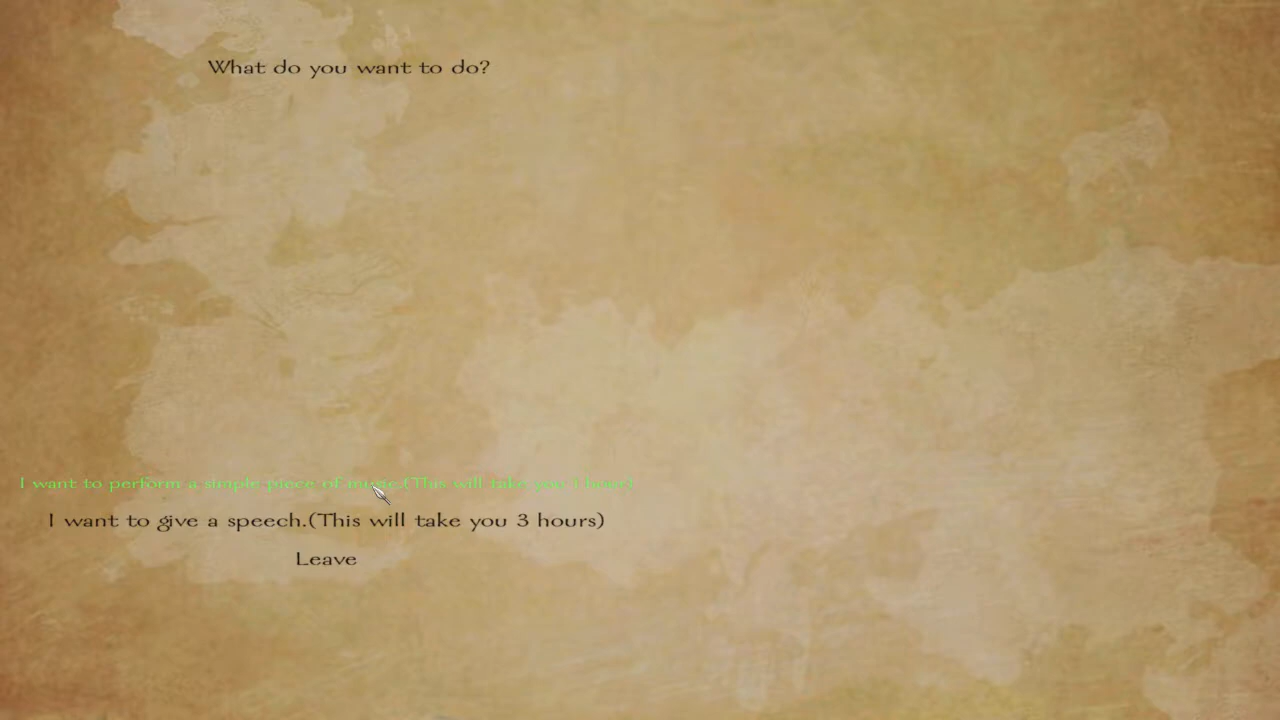 What do you want to do?
I want to perform a simple piece of music.(This will take you 1 hour)
I want to give a speech.(This will take you 3 hours)
Leave